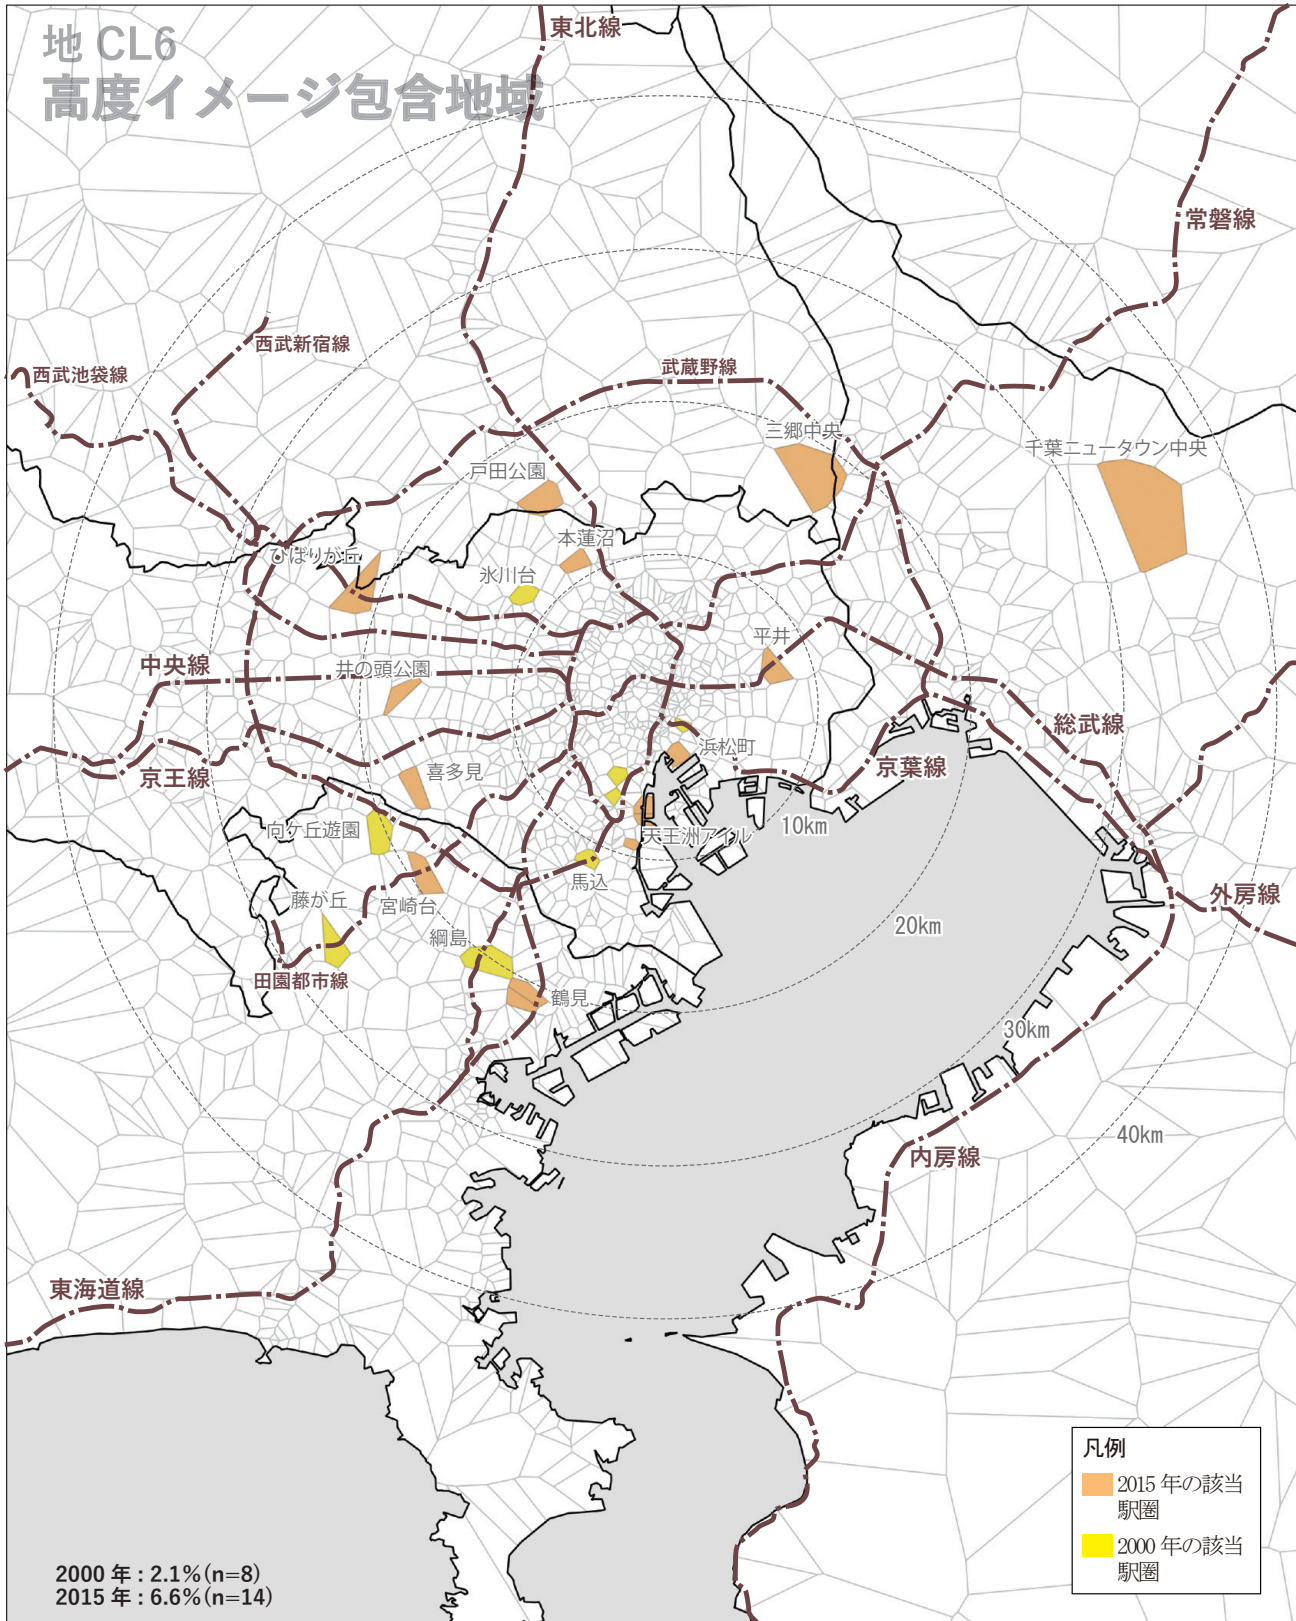 地 CL6
高度イメージ包含地域
東北線
常磐線
西武新宿線
西武池袋線
武蔵野線
三郷中央
千葉ニュータウン中央
戸田公園
本蓮沼
ひばりが丘
氷川台
平井
中央線
井の頭公園
総武線
浜松町
京王線
喜多見
京葉線
向ケ丘遊園
天王洲アイル
10km
馬込
藤が丘
宮崎台
外房線
綱島
20km
田園都市線
鶴見
30km
40km
内房線
東海道線
凡例
2015 年の該当
駅圏
2000 年の該当
駅圏
2000 年 : 2.1%(n=8)
2015 年 : 6.6%(n=14)